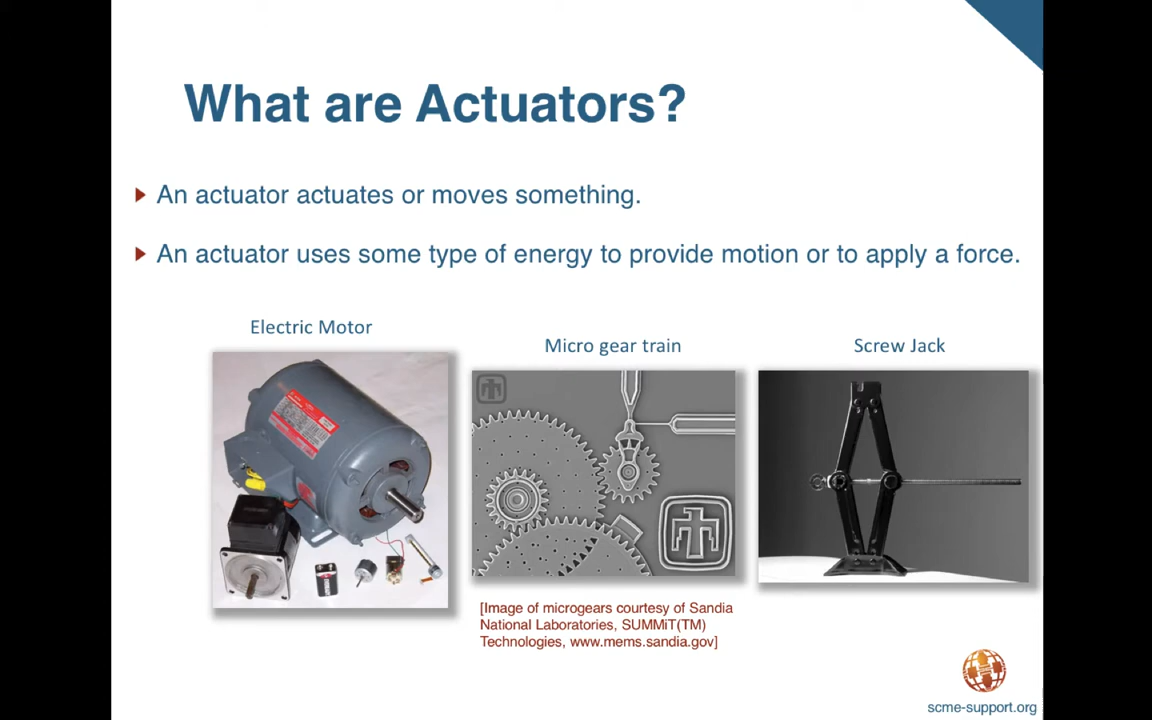 What are Actuators?
An actuator actuates or moves something.
An actuator uses some type of energy to provide motion or to apply a force.
Electric Motor
Micro gear train
Screw Jack
[Image of microgears courtesy of Sandia
National Laboratories, SUMMiT(TM)
Technologies, www.mems.sandia.gov]
scme-support.org